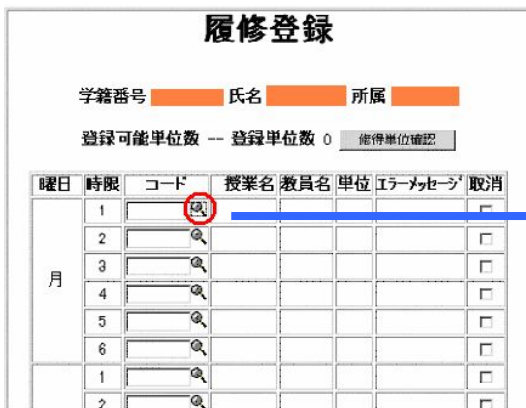 履修登録
学籍番号 氏名 所属
登録可能単位数 -- 登録単位数 0 修得単位確認
曜日 時限 コード 授業名 教員名 単位 エラーメッセージ 取消
月
1
2
3
4
5
6
1
2